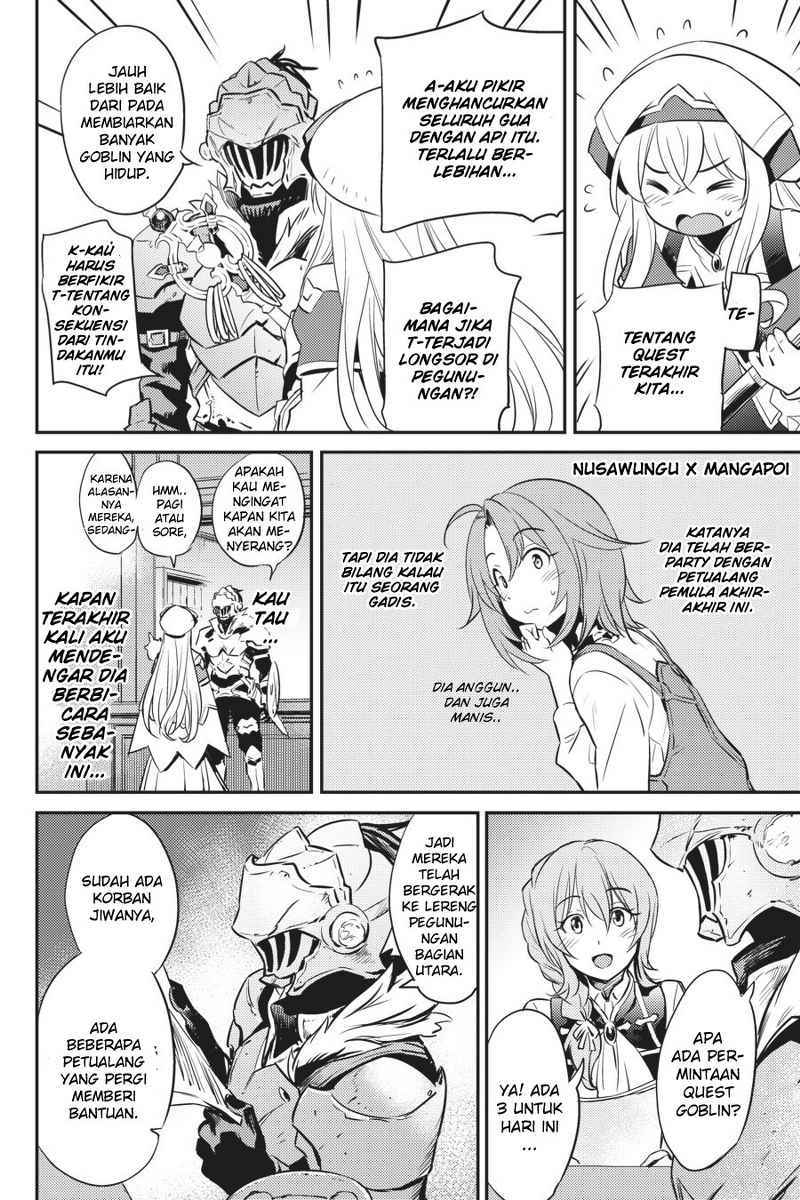 TE-
TENTANG
QUEST
TERAKHIR
KITA...
A-AKU PIKIR
MENGHANCURKAN
SELURUH GUA
DENGAN API ITU.
TERLALU BER-
LEBIHAN...
JAUH
LEBIH BAIK
DARI PADA
MEMBIARKAN
BANYAK
GOBLIN YANG
HIDUP.
BAGAI-
MANA JIKA
T-TERJADI
LONGSOR DI
PEGUNU-
NGAN?!
K-KAU
HARUS
BERFIKIR
T-TENTANG
KON-
SEKUENSI
DARI TIN-
DAKANMU
ITU!
NUSAWUNGU X MANGAPOI
KATANYA
DIA TELAH BER-
PARTY DENGAN
PETUALANG
PEMULA AKHIR-
AKHIR INI.
TAPI DIA TIDAK
BILANG KALAU
ITU SEORANG
GADIS.
DIA ANGGUN..
DAN JUGA
MANIS..
APAKAH
KAU ME-
NGINGAT
KAPAN KITA
AKAN ME-
NYERANG?
HMM..
PAGI
ATAU
SORE,
KARENA
ALASAN-
NYA
MEREKA,
SEDANG-
KAU
TAU
...
KAPAN
TERAKHIR
KALI AKU
MENDE-
NGAR DIA
BERBI-
CARA
SEBA-
NYAK
INI...
APA
ADA PER-
MINTAAN
QUEST
GOBLIN?
YA! ADA
3 UNTUK
HARI INI
...
JADI
MEREKA
TELAH
BERGERAK
KE LERENG
PEGUNU-
NGAN
BAGIAN
UTARA.
SUDAH ADA
KORBAN
JIWANYA,
ADA
BEBERAPA
PETUALANG
YANG PERGI
MEMBERI
BANTUAN.